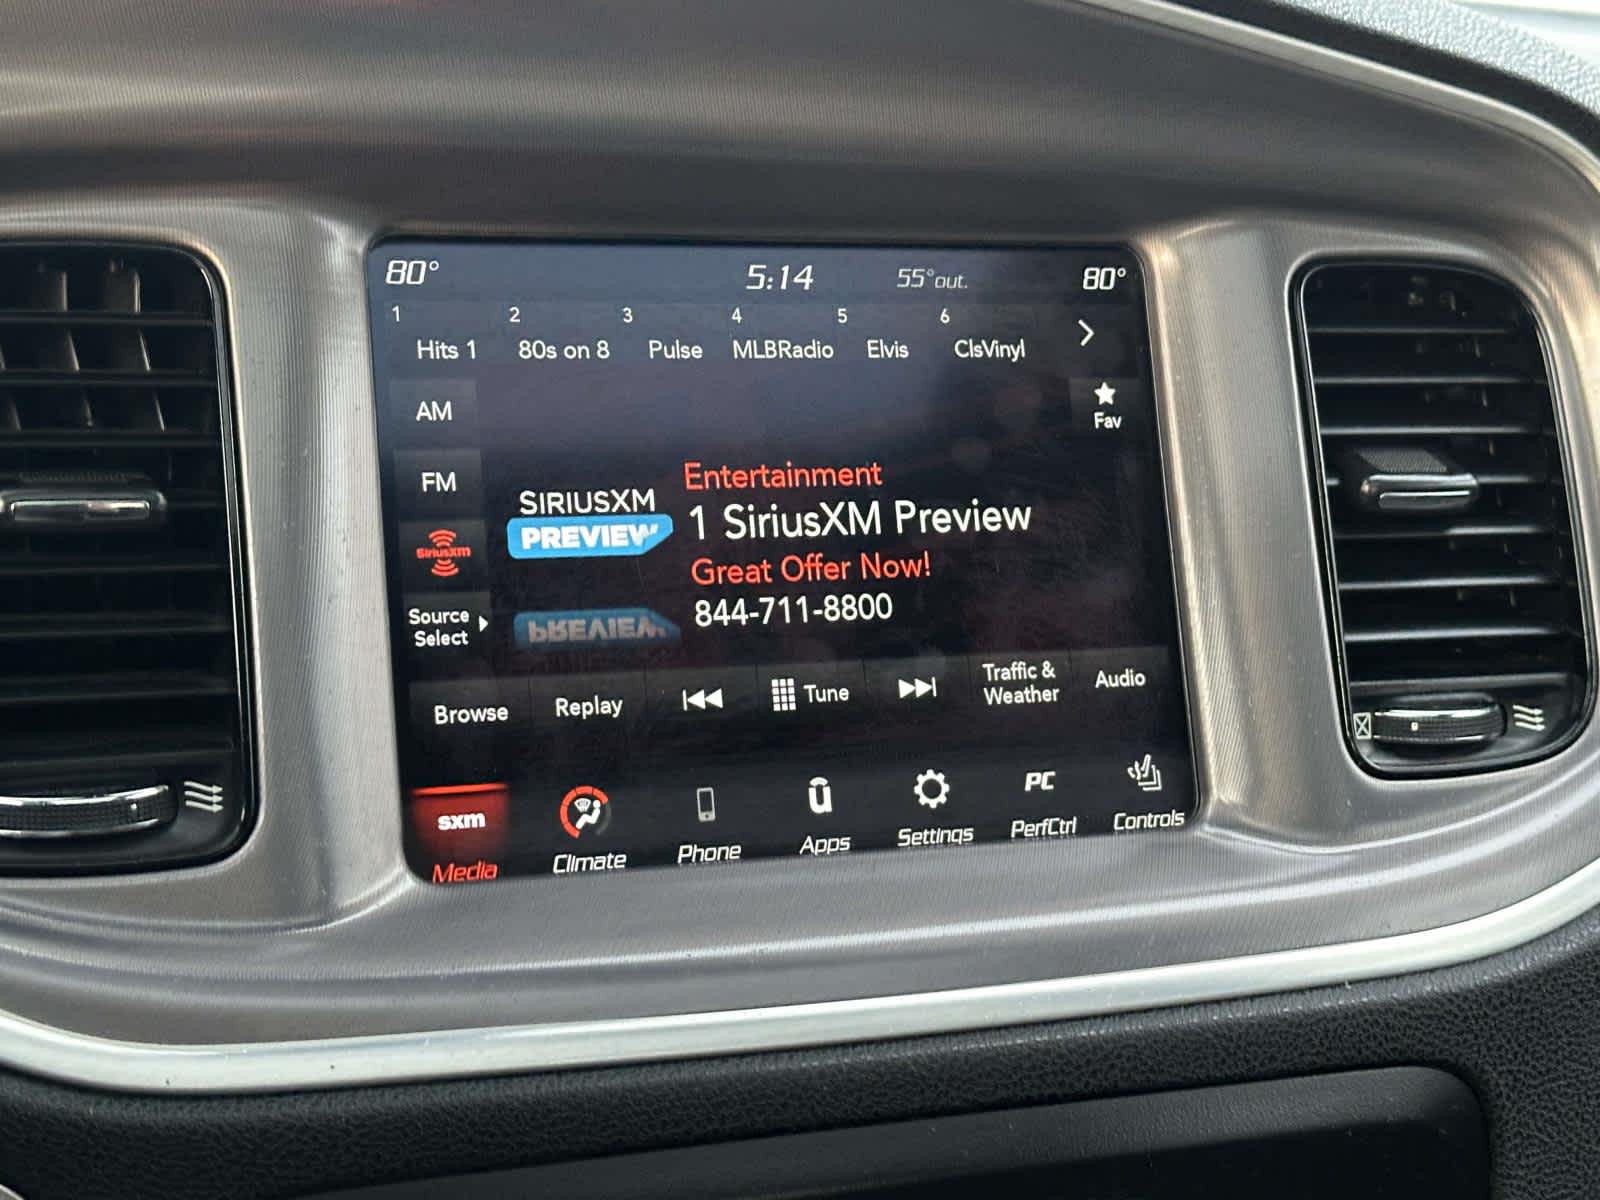 80° 5:14 55°out. 80°
1 2 3 4 5 6
Hits 1 80s on 8 Pulse MLBRadio Elvis ClsVinyl
AM
Fav
FM
SiriusXM
Source
Select
SIRIUSXM
PREVIEW
PREVIEW
Entertainment
1 SiriusXM Preview
Great Offer Now!
844-711-8800
Browse Replay Tune Traffic &
Weather Audio
sxm
Media
Climate
Phone
Apps
Settings
PC
PerfCtrl
Controls